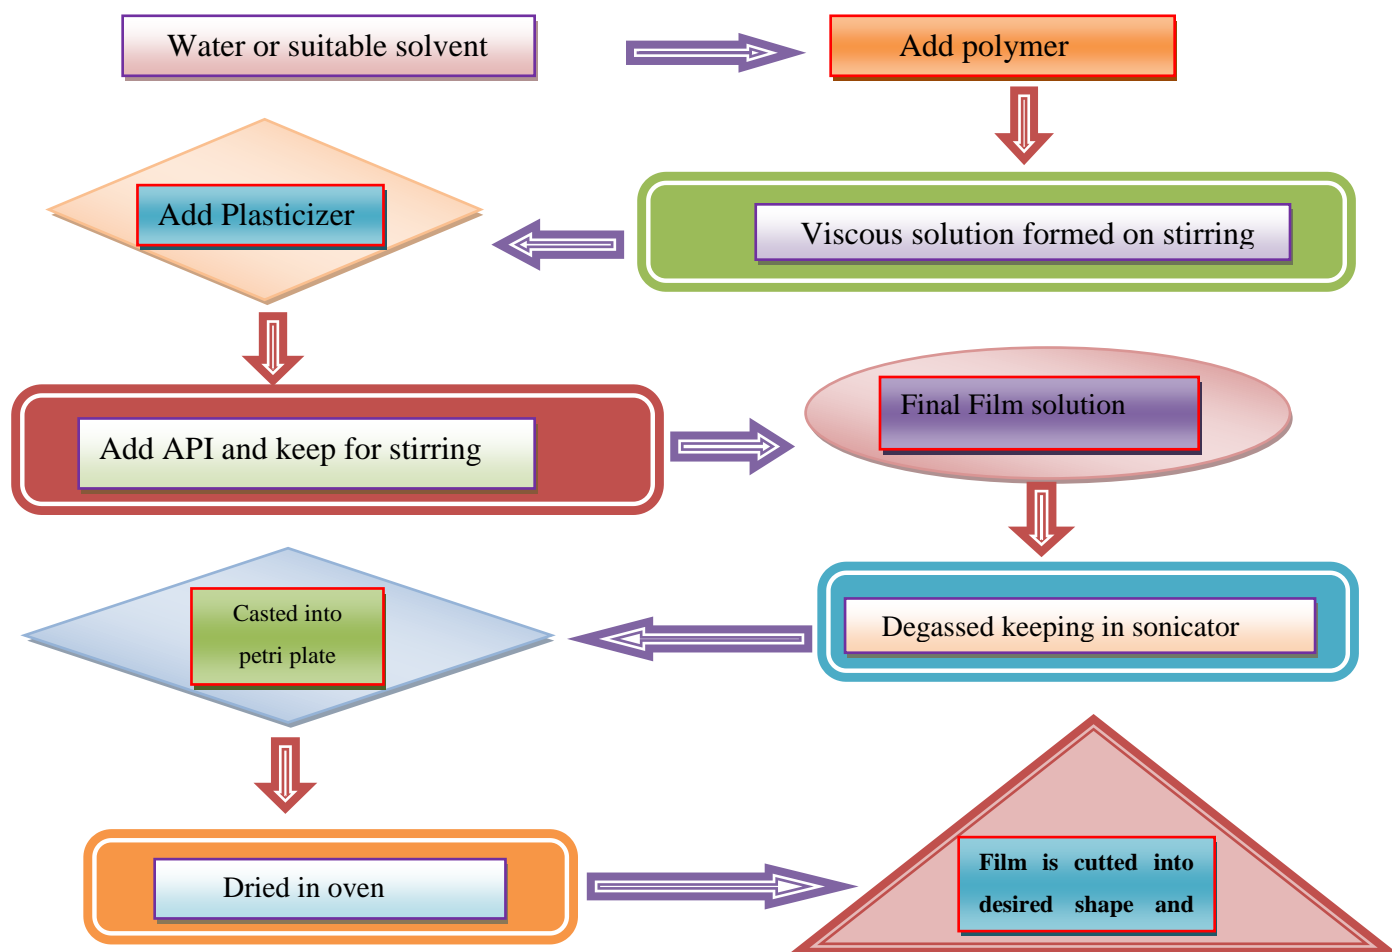 Water or suitable solvent
Add polymer
Viscous solution formed on stirring
Add Plasticizer
Add API and keep for stirring
Final Film solution
Degassed keeping in sonicator
Casted into
petri plate
Dried in oven
Film is cutted into
desired shape and